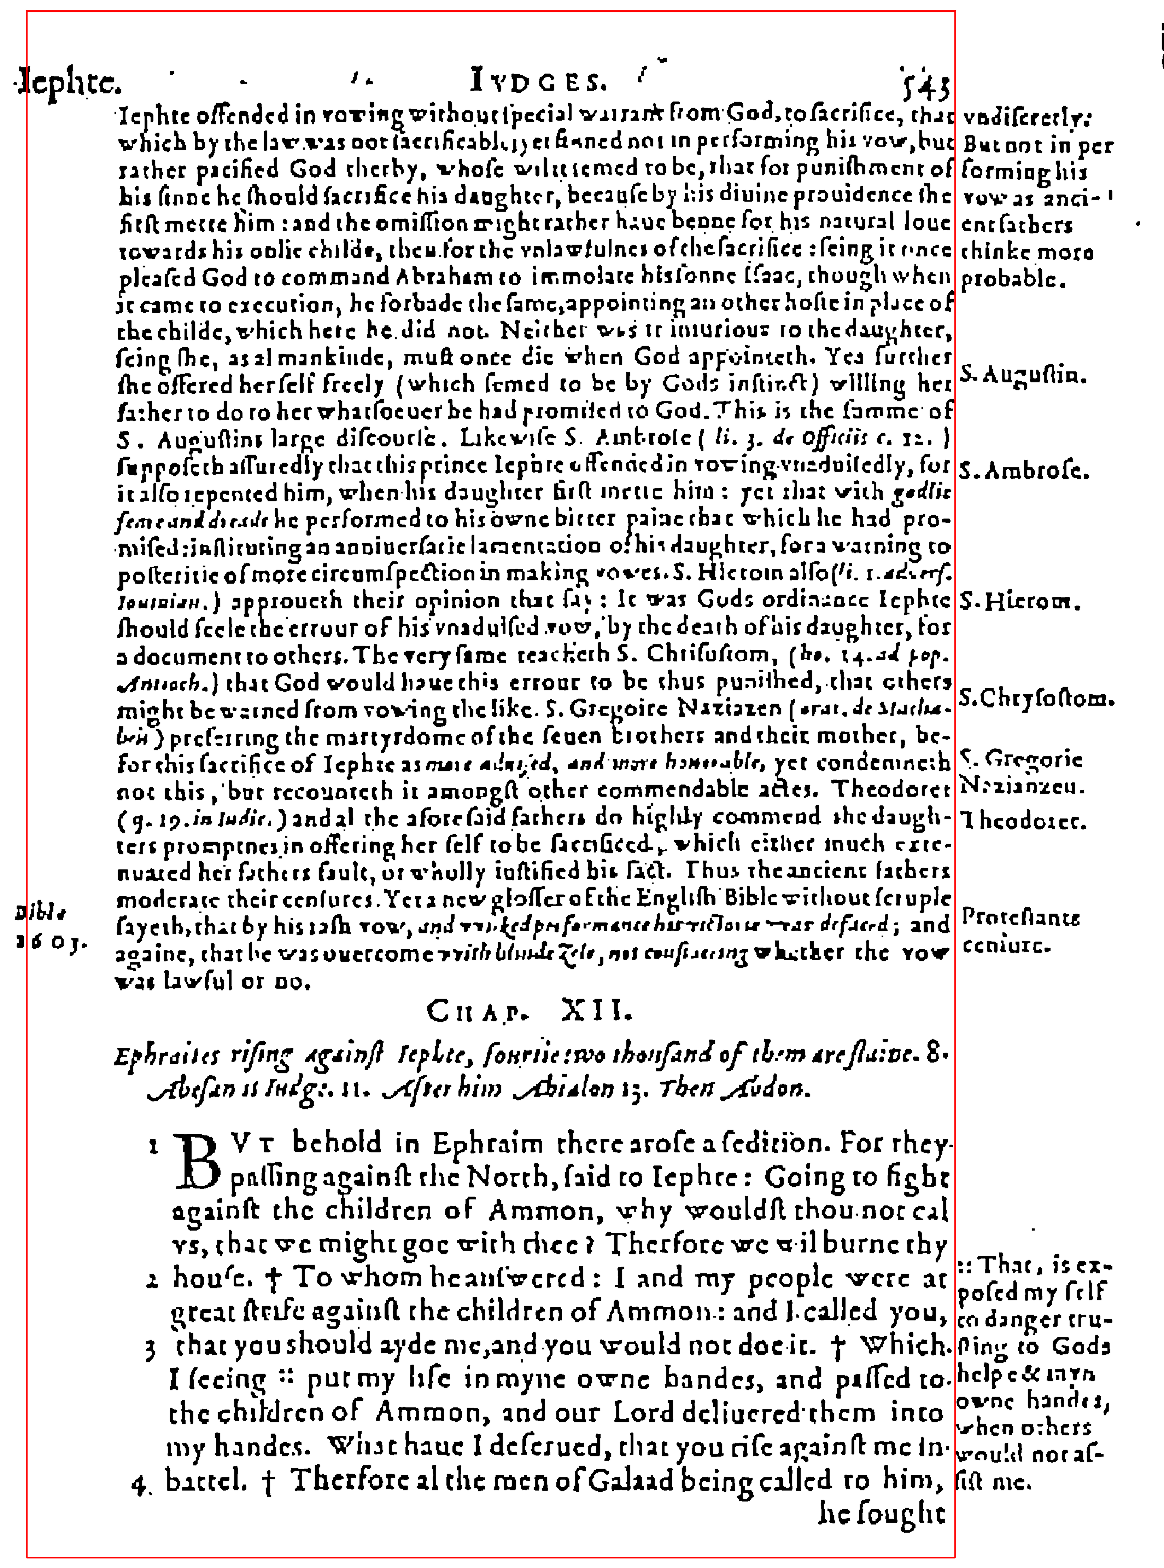 Iephte. IVDGES. 543
Iephte offended in vowing without special warrant from God, to sacrifice, that
which by the law was not sacrificable, yet sinned not in performing his vow, but
rather pacified God therby, whose wil semed to be, that for punishment of
his sinne he should sacrifice his daughter, because by his diuine prouidence she
first mette him : and the omission might rather haue benne for his natural loue
towards his onlie childe, then for the vnlawfulnes of the sacrifice : seing it once
pleased God to command Abraham to immolate his sonne Isaac, though when
it came to execution, he forbade the same, appointing an other hoste in place of
the childe, which here he did not. Neither was it iniurious to the daughter,
seing she, as al mankinde, must once die when God appointeth. Yea further
she offered her self freely (which semed to be by Gods instinct) willing her
father to do to her whatsoeuer he had promised to God. This is the summe of
S. Augustins large discourse. Likewise S. Ambrose ( li. 3. de Officiis c. 12. )
supposeth assuredly that this prince Iephte offended in vowing vnaduisedly, for
it also repented him, when his daughter first mette him : yet that with godlie
feare and dreade he performed to his owne bitter paine that which he had pro-
mised: instituting an anniuersarie lamentation of his daughter, for a warning to
posteritie of more circumspection in making vowes. S. Hierom also (li. 1. aduers.
Iouinian.) approueth their opinion that say : It was Gods ordinance Iephte
should feele the errour of his vnaduised vow, by the death of his daughter, for
a document to others. The very same teacheth S. Chrisostom, (ho. 14. ad pop.
Antioch.) that God would haue this errour to be thus punished, that others
might be warned from vowing the like. S. Gregoire Nazianzen (orat. de Macha-
beis) preferring the martyrdome of the seuen brothers and their mother, be-
for this sacrifice of Iephte as more aduised, and more honorable, yet condemneth
not this, but recounteth it amongst other commendable actes. Theodoret
(q. 19. in Iudic.) and al the aforesaid fathers do highly commend the daugh-
ters promptnes in offering her self to be sacrificed, which either much exte-
nuated her fathers fault, or wholly iustified his fact. Thus the ancient fathers
moderate their censures. Yet a new glosser of the English Bible without scruple
sayeth, that by his rash vow, and wicked performance his victorie was defaced ; and
againe, that he was ouercome with blinde zele, not considering whether the vow
was lawful or no.
vndiscretly:
But not in per
forming his
vow as anci-
ent fathers
thinke more
probable.
S. Augustin.
S. Ambrose.
S. Hierom.
S. Chrysostom.
S. Gregorie
Nazianzen.
Theodoret.
Bible
1603.
Protestants
censure.
CHAP. XII.
Ephraites rising against Iephte, fourtie two thousand of them are slaine. 8.
Abesan is Iudge. 11. After him Ahialon 13. Then Abdon.
1 BVT behold in Ephraim there arose a sedition. For they
passing against the North, said to Iephte: Going to fight
against the children of Ammon, why wouldst thou not cal
vs, that we might goe with thee? Therfore we wil burne thy
2 house. † To whom he answered: I and my people were at
great strife against the children of Ammon: and I called you,
3 that you should ayde me, and you would not doe it. † Which
I seeing :: put my life in myne owne handes, and passed to
the children of Ammon, and our Lord deliuered them into
my handes. What haue I deserued, that you rise against me in
4. battel. † Therfore al the men of Galaad being called to him,
he sought
:: That, is ex-
posed my self
to danger tru-
sting to Gods
helpe & myn
owne handes,
when others
would not as-
sist me.